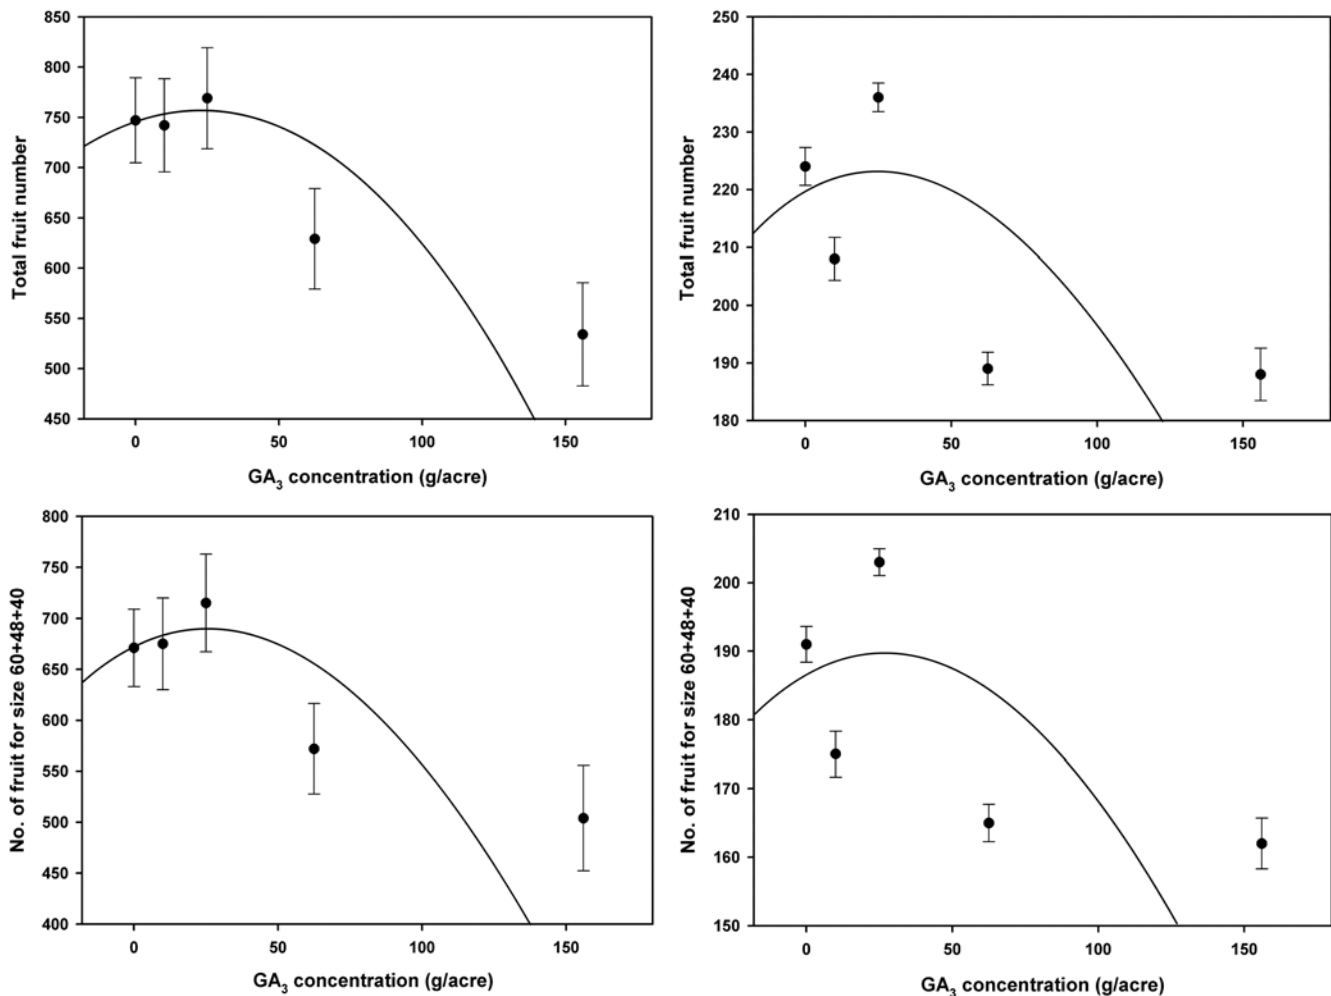 850
800
750
700
650
600
550
500
450
Total fruit number
0 50 100 150
GA3 concentration (g/acre)
250
240
230
220
210
200
190
180
Total fruit number
0 50 100 150
GA3 concentration (g/acre)
800
750
700
650
600
550
500
450
400
No. of fruit for size 60+48+40
0 50 100 150
GA3 concentration (g/acre)
210
200
190
180
170
160
150
No. of fruit for size 60+48+40
0 50 100 150
GA3 concentration (g/acre)